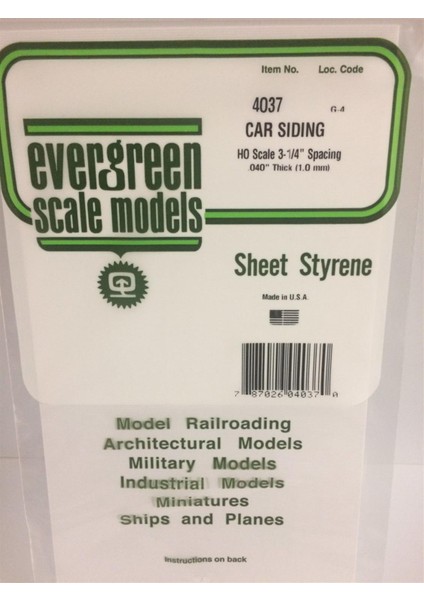 Item No. Loc. Code
4037 G-4
CAR SIDING
HO Scale 3-1/4" Spacing
.040" Thick (1.0 mm)
evergreen
scale models
Sheet Styrene
Made in U.S.A.
7 87026 04037 A
Model Railroading
Architectural Models
Military Models
Industrial Models
Miniatures
Ships and Planes
Instructions on back